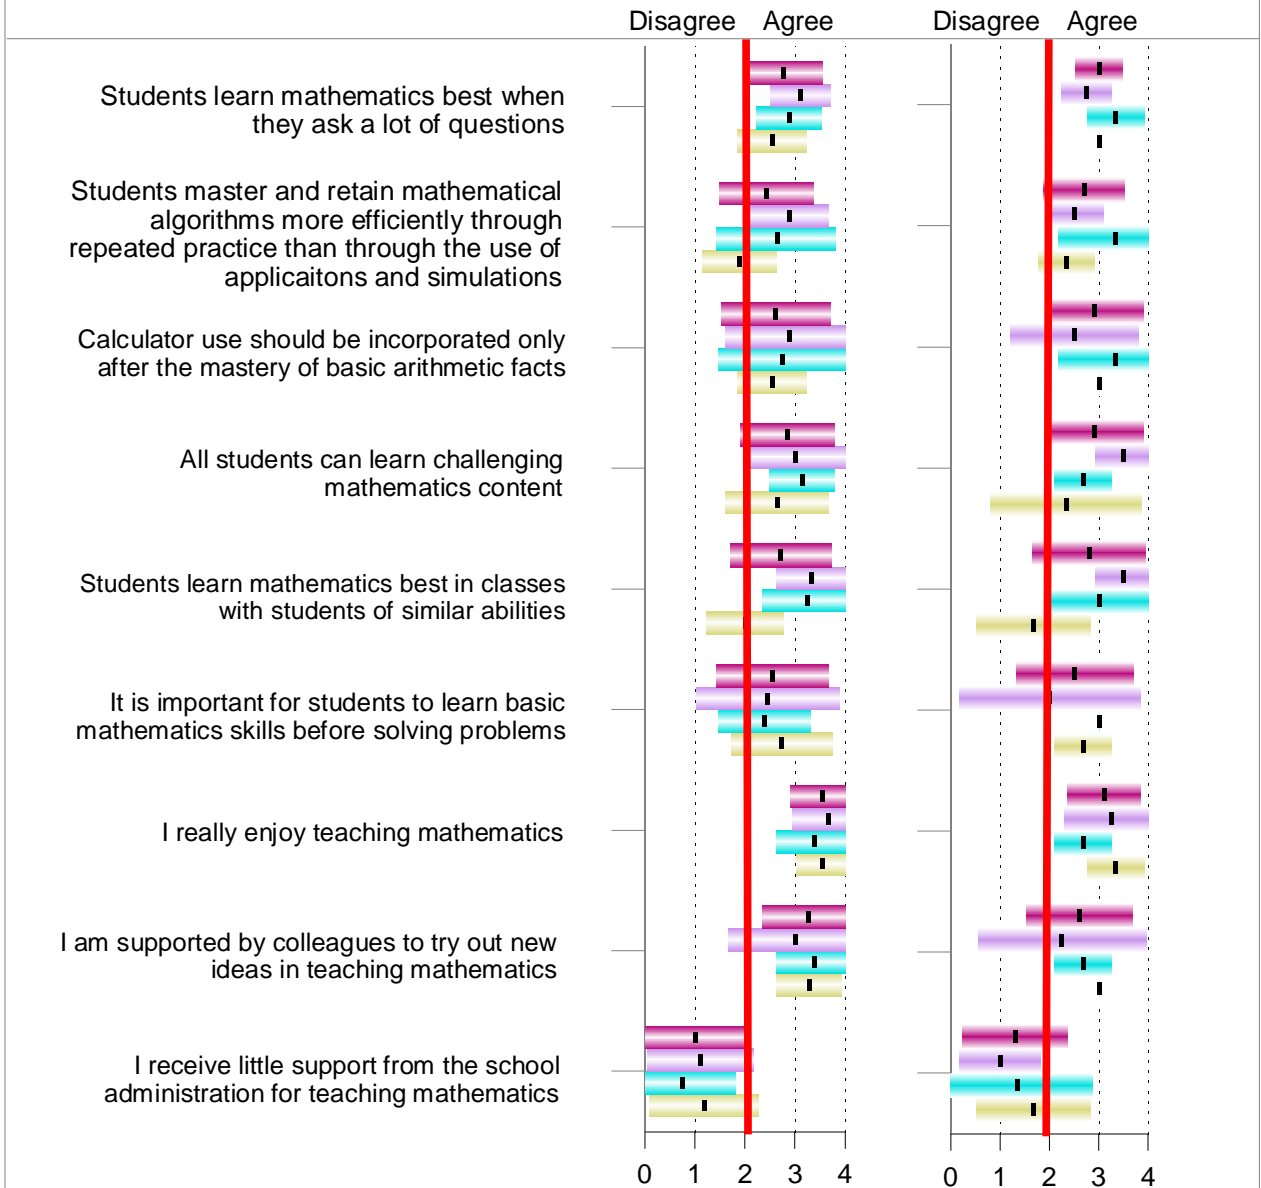 Disagree Agree Disagree Agree
Students learn mathematics best when
they ask a lot of questions
Students master and retain mathematical
algorithms more efficiently through
repeated practice than through the use of
applicaitons and simulations
Calculator use should be incorporated only
after the mastery of basic arithmetic facts
All students can learn challenging
mathematics content
Students learn mathematics best in classes
with students of similar abilities
It is important for students to learn basic
mathematics skills before solving problems
I really enjoy teaching mathematics
I am supported by colleagues to try out new
ideas in teaching mathematics
I receive little support from the school
administration for teaching mathematics
0 1 2 3 4 0 1 2 3 4